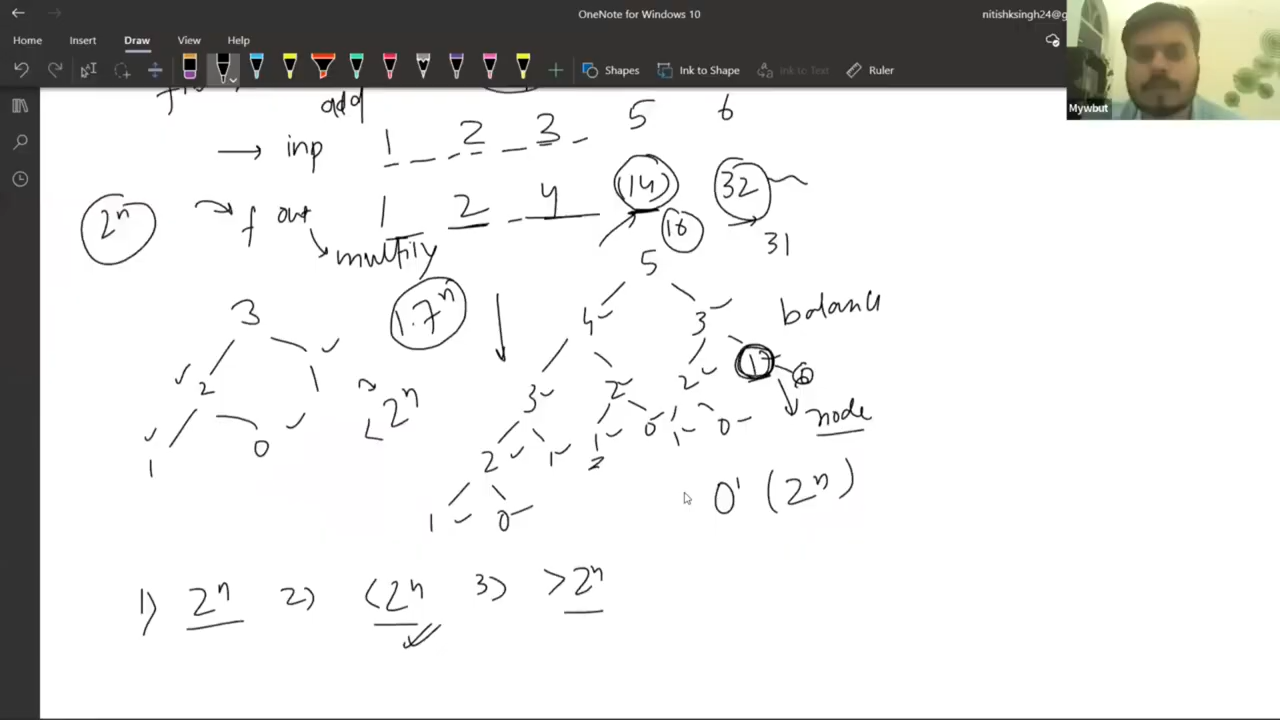 OneNote for Windows 10
nitishksingh24@g
Home Insert Draw View Help
Shapes Ink to Shape Ink to Text Ruler
Mywbut
add 5 6
→ inp 1 2 3
2ⁿ f out 1 2 4 (14) 32
16 31
multiply
5
3 1.7ⁿ 4 3 balance
2 <2ⁿ 3 2 2 1
1 0 2 1 1 0 1 0 node
2
1 0 O (2ⁿ)
1) 2ⁿ 2) <2ⁿ 3) >2ⁿ